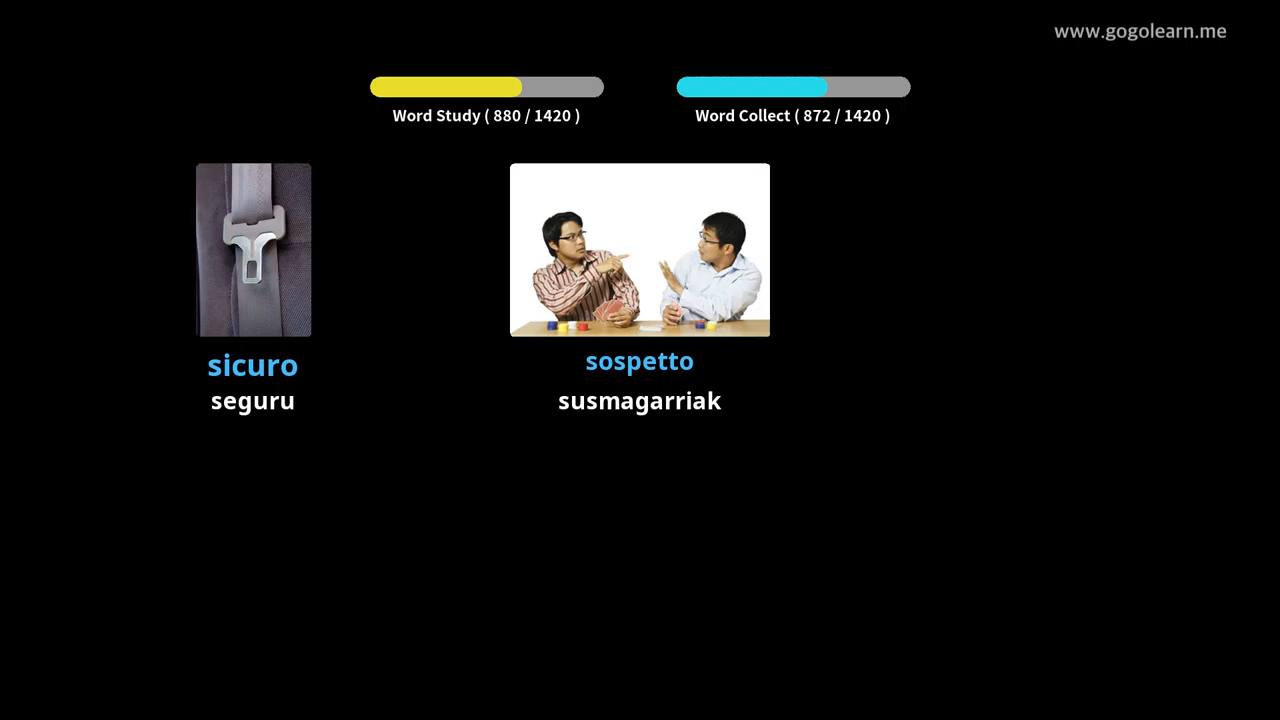 www.gogolearn.me
Word Study ( 880 / 1420 )
Word Collect ( 872 / 1420 )
sicuro
seguru
sospetto
susmagarriak